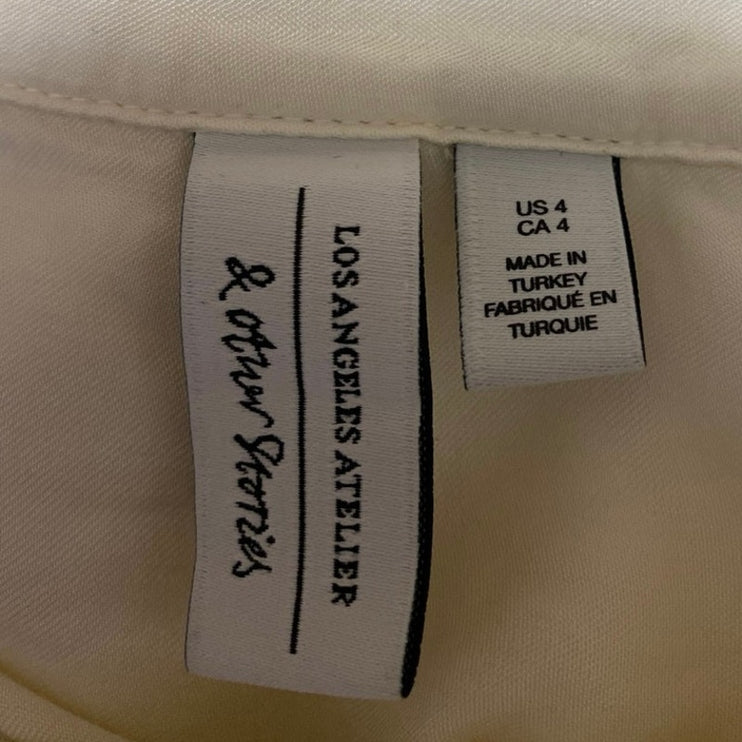 LOS ANGELES ATELIER
& Other Stories
US 4
CA 4
MADE IN
TURKEY
FABRIQUÉ EN
TURQUIE